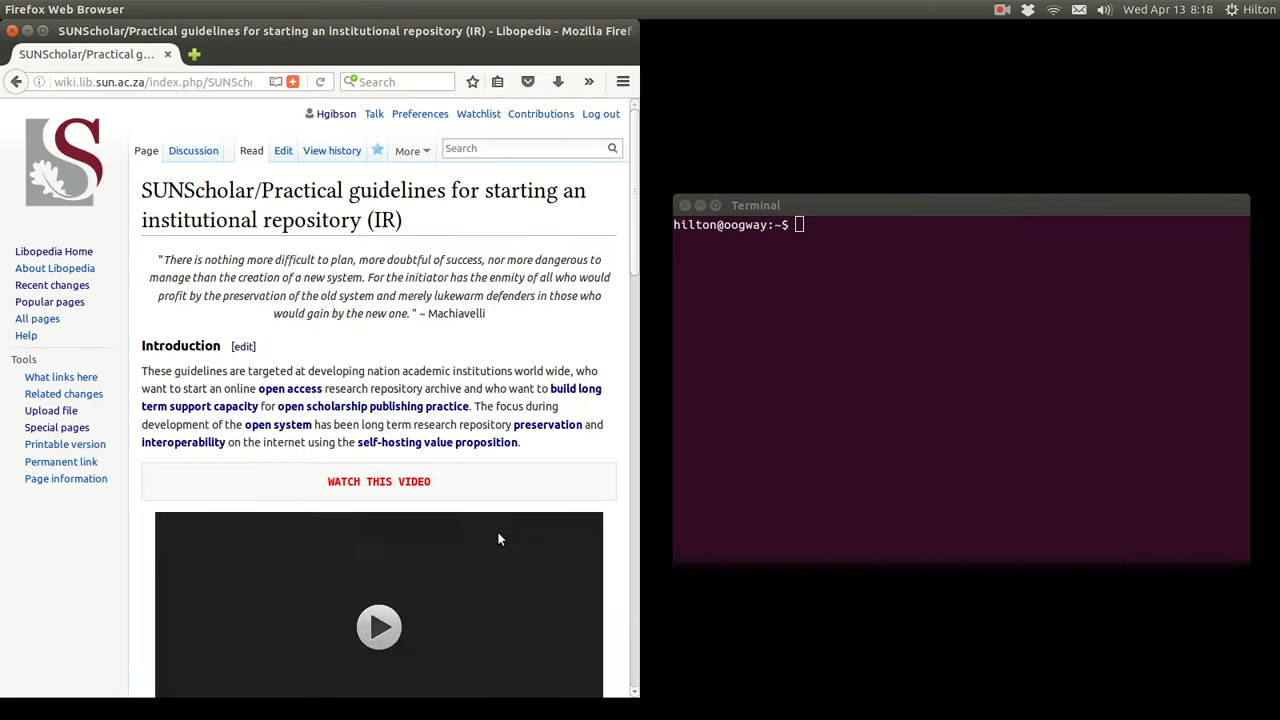 Firefox Web Browser
Wed Apr 13 8:18 Hilton
SUNScholar/Practical guidelines for starting an institutional repository (IR) - Libopedia - Mozilla Firef
SUNScholar/Practical g...
wiki.lib.sun.ac.za/index.php/SUNSch
Search
Hgibson Talk Preferences Watchlist Contributions Log out
Page Discussion Read Edit View history More Search
SUNScholar/Practical guidelines for starting an
institutional repository (IR)
"There is nothing more difficult to plan, more doubtful of success, nor more dangerous to
manage than the creation of a new system. For the initiator has the enmity of all who would
profit by the preservation of the old system and merely lukewarm defenders in those who
would gain by the new one. " ~ Machiavelli
Introduction [edit]
These guidelines are targeted at developing nation academic institutions world wide, who
want to start an online open access research repository archive and who want to build long
term support capacity for open scholarship publishing practice. The focus during
development of the open system has been long term research repository preservation and
interoperability on the internet using the self-hosting value proposition.
WATCH THIS VIDEO
Libopedia Home
About Libopedia
Recent changes
Popular pages
All pages
Help
Tools
What links here
Related changes
Upload file
Special pages
Printable version
Permanent link
Page information
Terminal
hilton@oogway:~$